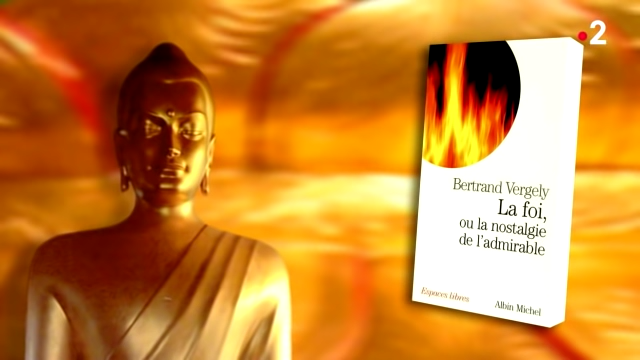 2
Bertrand Vergely
La foi,
ou la nostalgie
de l'admirable
Espaces libres
Albin Michel